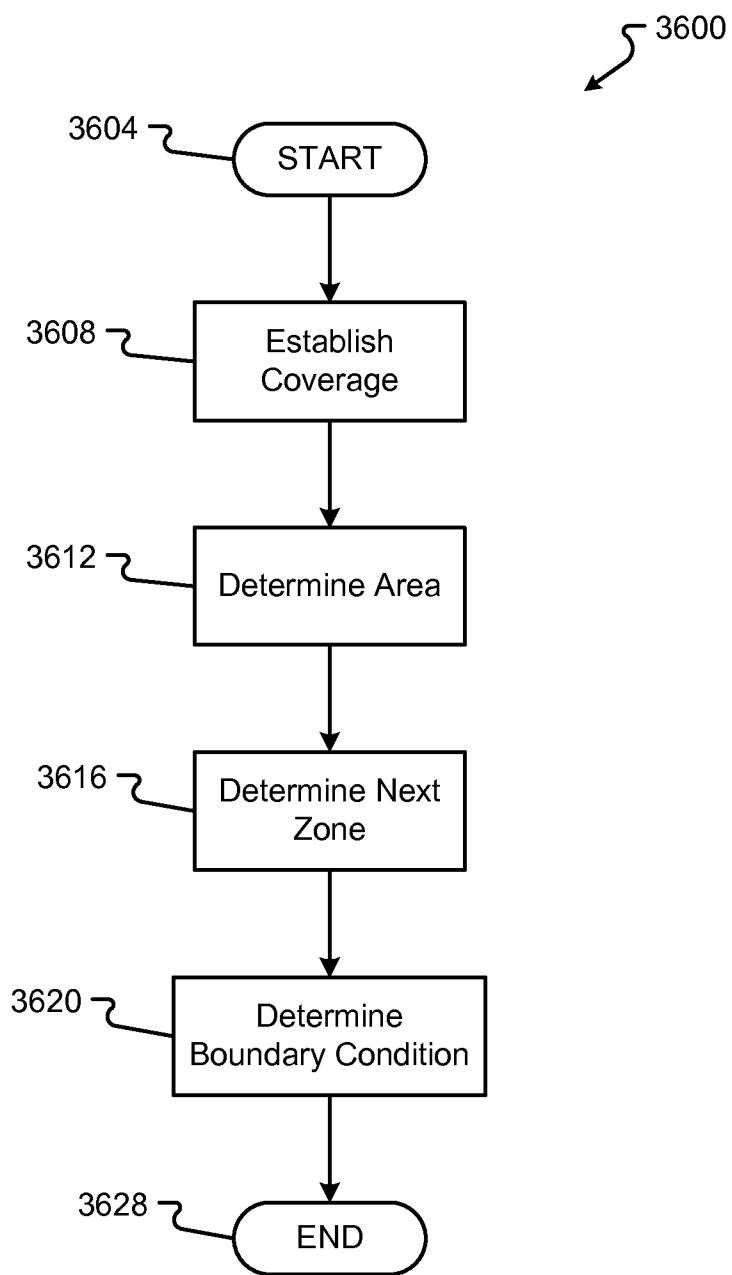 3600
3604
START
3608
Establish
Coverage
3612
Determine Area
3616
Determine Next
Zone
3620
Determine
Boundary Condition
3628
END